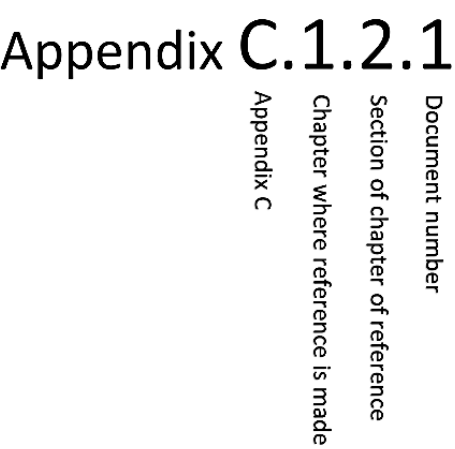 Appendix C.1.2.1
Appendix C
Chapter where reference is made
Section of chapter of reference
Document number